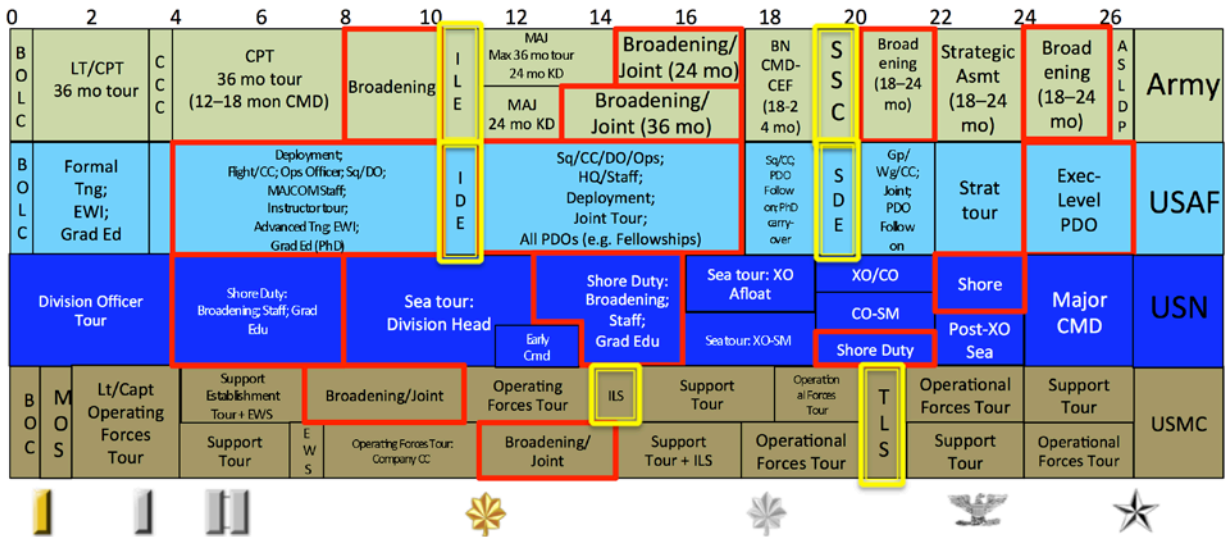 0 2 4 6 8 10 12 14 16 18 20 22 24 26
B
O
L
C
LT/CPT
36 mo tour
C
C
C
CPT
36 mo tour
(12–18 mon CMD)
Broadening
I
L
E
MAJ
Max 36 mo tour
24 mo KD
MAJ
24 mo KD
Broadening/
Joint (24 mo)
Broadening/
Joint (36 mo)
BN
CMD-
CEF
(18-2
4 mo)
S
S
C
Broad
ening
(18–24
mo)
Strategic
Asmt
(18–24
mo)
Broad
ening
(18–24
mo)
A
S
L
D
P
Army
B
O
L
C
Formal
Tng;
EWI;
Grad Ed
Deployment;
Flight/CC; Ops Officer; Sq/DO;
MAJCOM Staff;
Instructor tour;
Advanced Tng; EWI;
Grad Ed (PhD)
I
D
E
Sq/CC/DO/Ops;
HQ/Staff;
Deployment;
Joint Tour;
All PDOs (e.g. Fellowships)
Sq/CC;
PDO
Follow
on; PhD
carry-
over
S
D
E
Gp/
Wg/CC;
Joint;
PDO
Follow
on
Strat
tour
Exec-
Level
PDO
USAF
Division Officer
Tour
Shore Duty:
Broadening; Staff; Grad
Edu
Sea tour:
Division Head
Early
Cmd
Shore Duty:
Broadening;
Staff;
Grad Edu
Sea tour: XO
Afloat
Sea tour: XO-SM
XO/CO
CO-SM
Shore Duty
Shore
Post-XO
Sea
Major
CMD
USN
B
O
C
M
O
S
Lt/Capt
Operating
Forces
Tour
Support
Establishment
Tour + EWS
Support
Tour
E
W
S
Broadening/Joint
Operating Forces Tour:
Company CC
Operating
Forces Tour
Broadening/
Joint
ILS
Support
Tour
Support
Tour + ILS
Operation
al Forces
Tour
Operational
Forces Tour
T
L
S
Operational
Forces Tour
Support
Tour
Support
Tour
Operational
Forces Tour
USMC